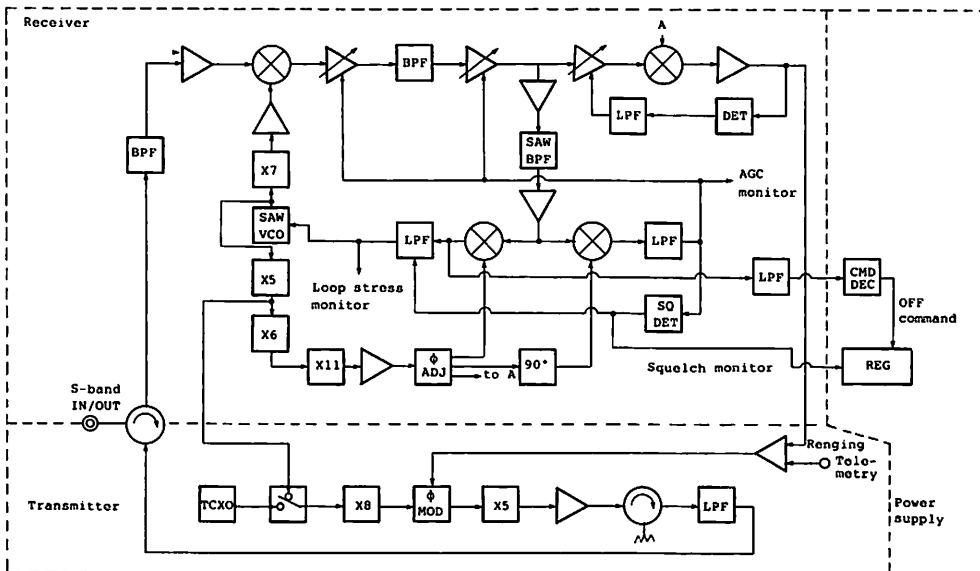 Receiver
A
BPF
LPF
DET
BPF
SAW
BPF
X7
AGC
monitor
SAW
VCO
LPF
LPF
X5
Loop stress
monitor
LPF
CMD
DEC
OFF
command
X6
SQ
DET
X11
ϕ
ADJ
to A
90°
Squelch monitor
REG
S-band
IN/OUT
Renging
Tele-
metry
Transmitter
TCXO
X8
ϕ
MOD
X5
LPF
Power
supply